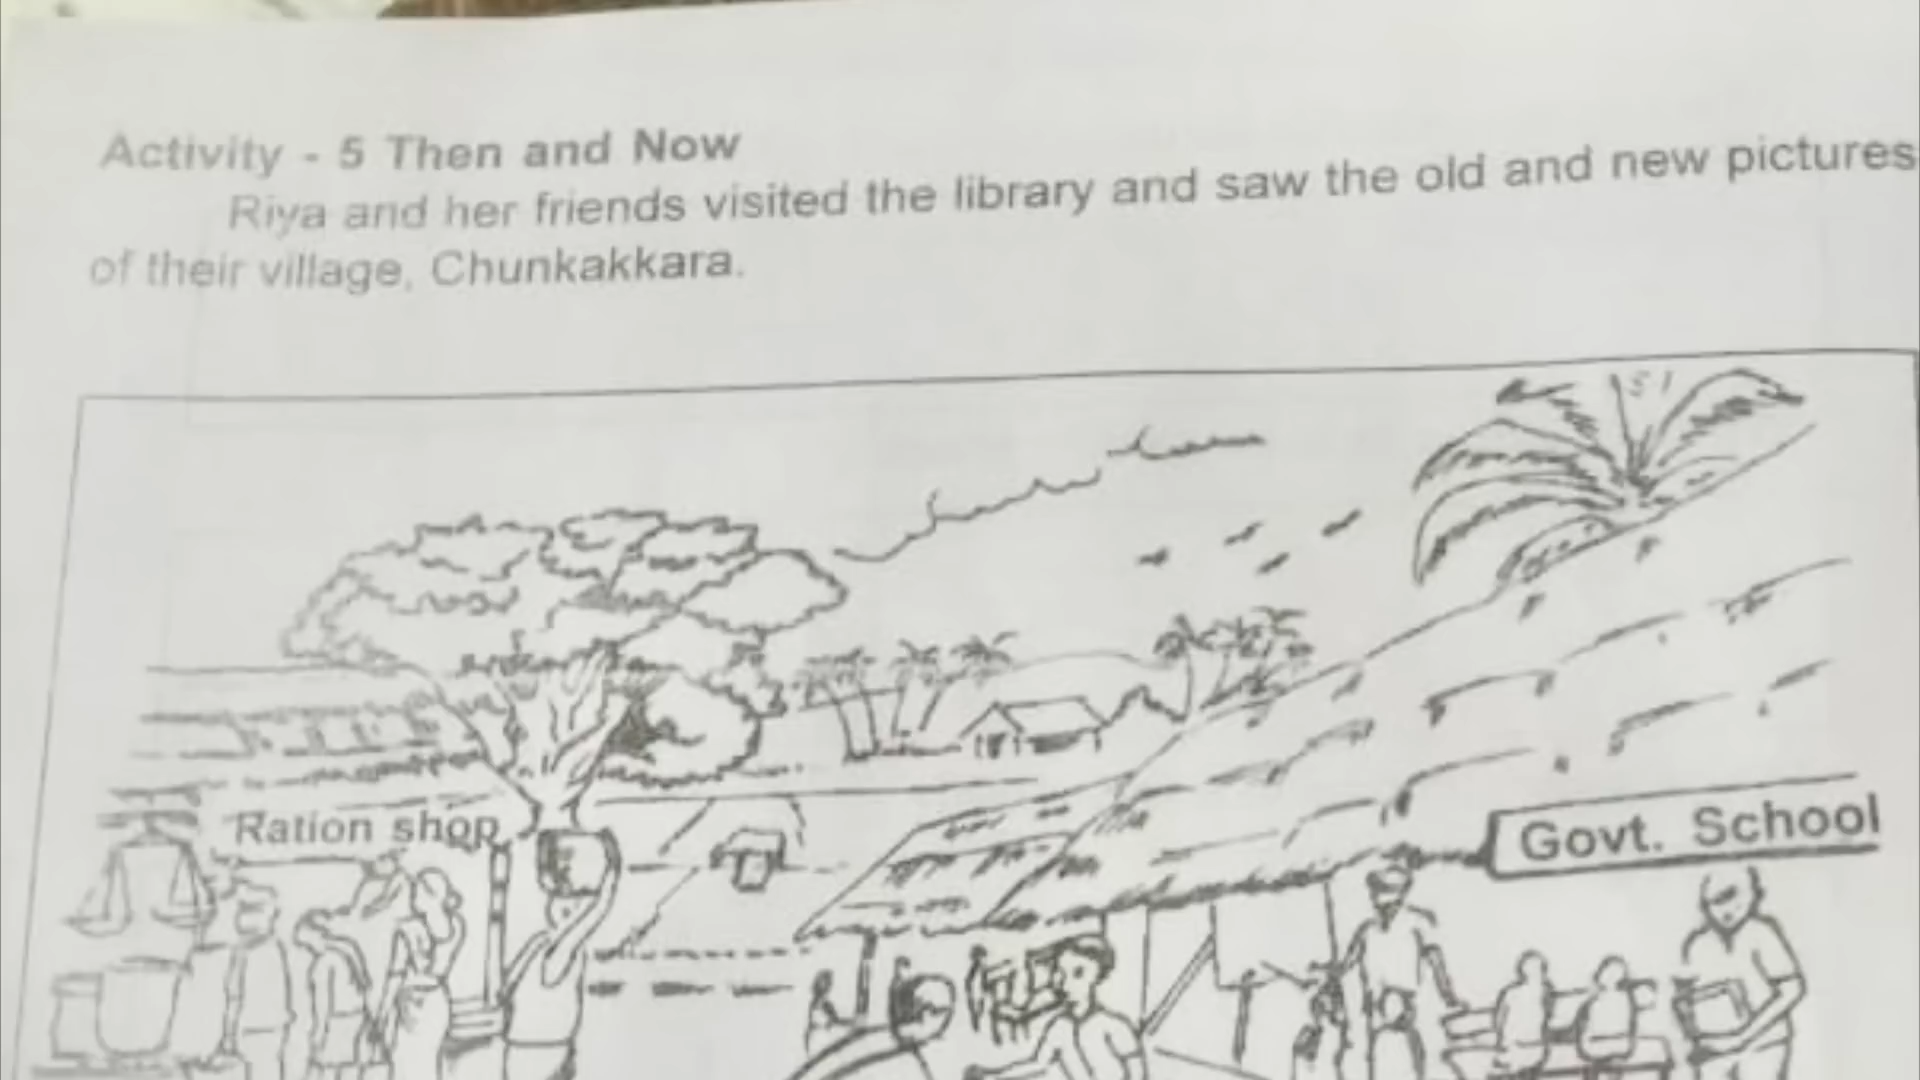 Activity - 5 Then and Now
Riya and her friends visited the library and saw the old and new pictures
of their village, Chunkakkara.
Ration shop
Govt. School